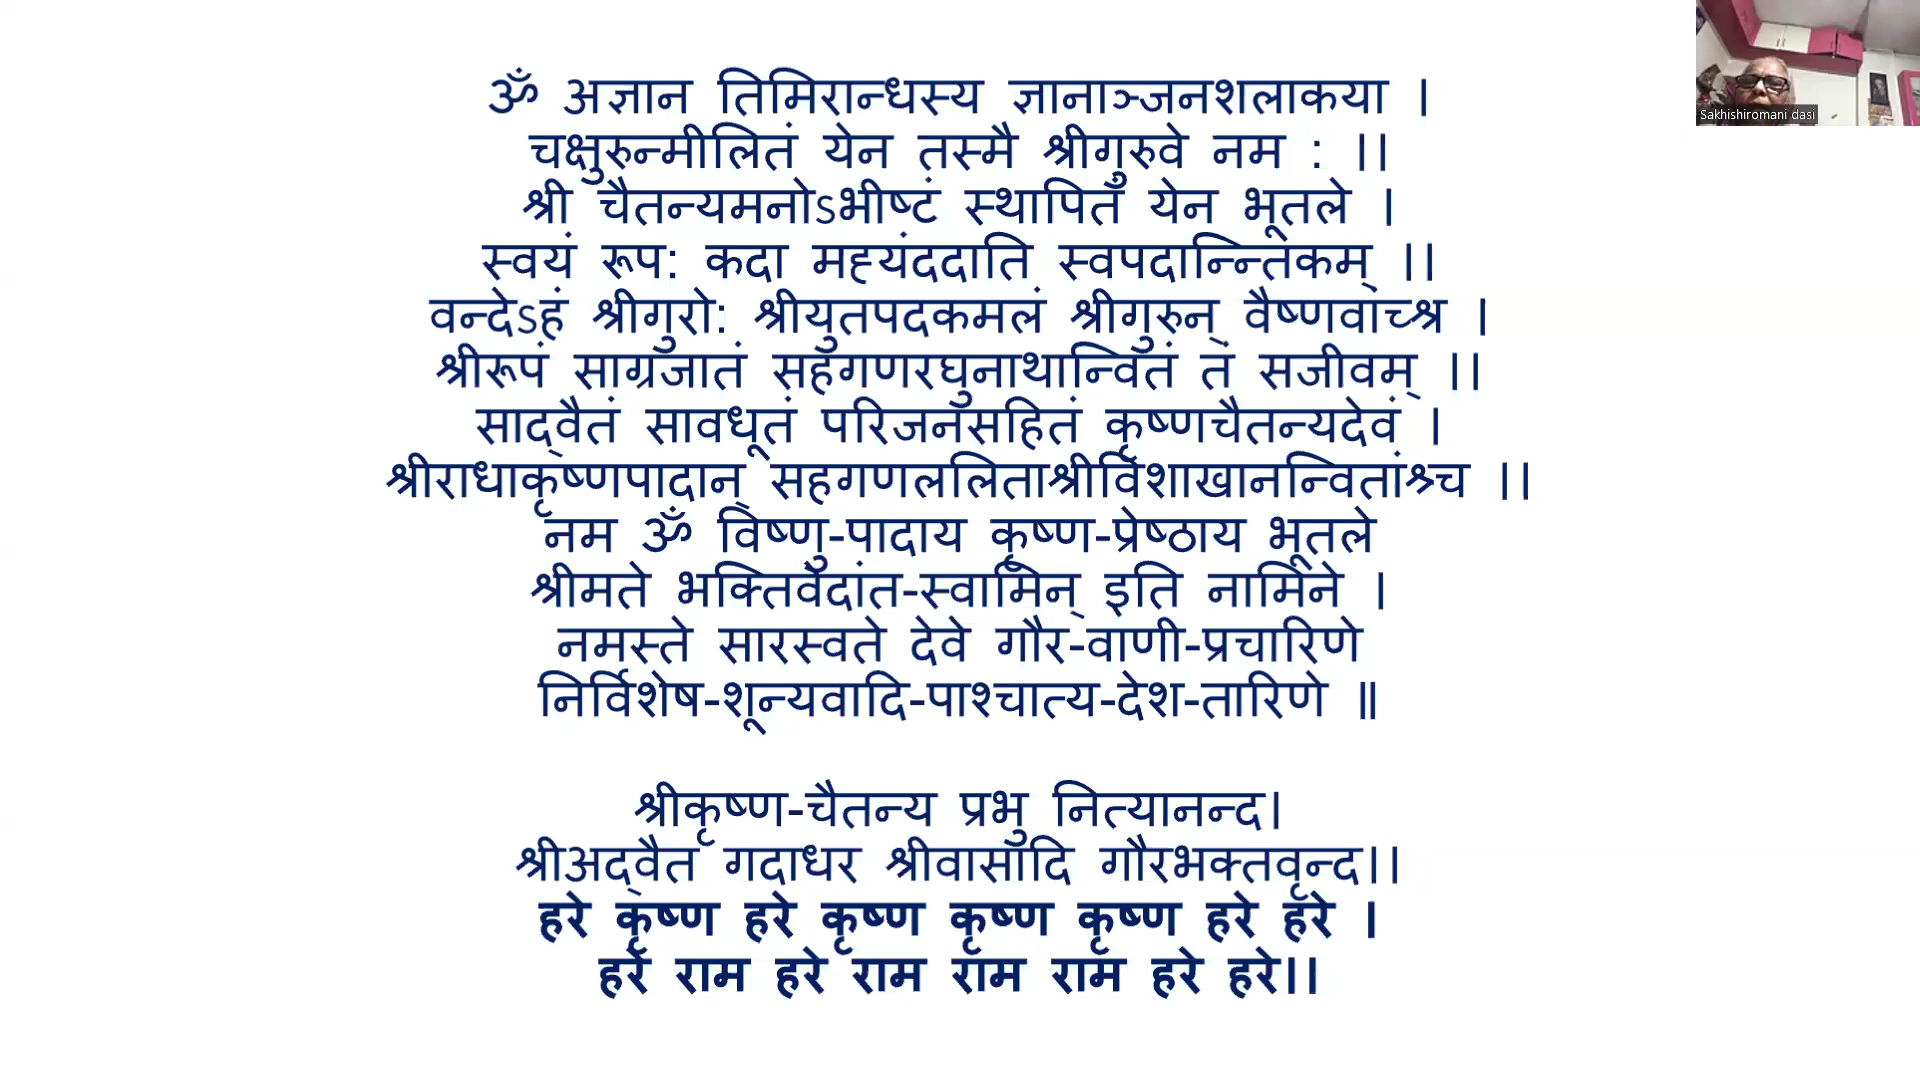 ॐ अज्ञान तिमिरान्धस्य ज्ञानाञ्जनशलाकया ।
चक्षुरुन्मीलितं येन तस्मै श्रीगुरुवे नम : ।।
श्री चैतन्यमनोऽभीष्टं स्थापितं येन भूतले ।
स्वयं रूप: कदा मह्यंददाति स्वपदान्न्तिकम् ।।
वन्देऽहं श्रीगुरो: श्रीयुतपदकमलं श्रीगुरुन् वैष्णवांच्श्र ।
श्रीरूपं साग्रजातं सहगणरघुनाथान्वितं तं सजीवम् ।।
साद्वैतं सावधूतं परिजनसहितं कृष्णचैतन्यदेवं ।
श्रीराधाकृष्णपादान् सहगणललिताश्रीविशाखानन्वितांश्र्च ।।
नम ॐ विष्णु-पादाय कृष्ण-प्रेष्ठाय भूतले
श्रीमते भक्तिवेदांत-स्वामिन् इति नामिने ।
नमस्ते सारस्वते देवे गौर-वाणी-प्रचारिणे
निर्विशेष-शून्यवादि-पाश्चात्य-देश-तारिणे ॥
श्रीकृष्ण-चैतन्य प्रभु नित्यानन्द।
श्रीअद्वैत गदाधर श्रीवासादि गौरभक्तवृन्द।।
हरे कृष्ण हरे कृष्ण कृष्ण कृष्ण हरे हरे ।
हरे राम हरे राम राम राम हरे हरे।।
Sakhishiromani dasi